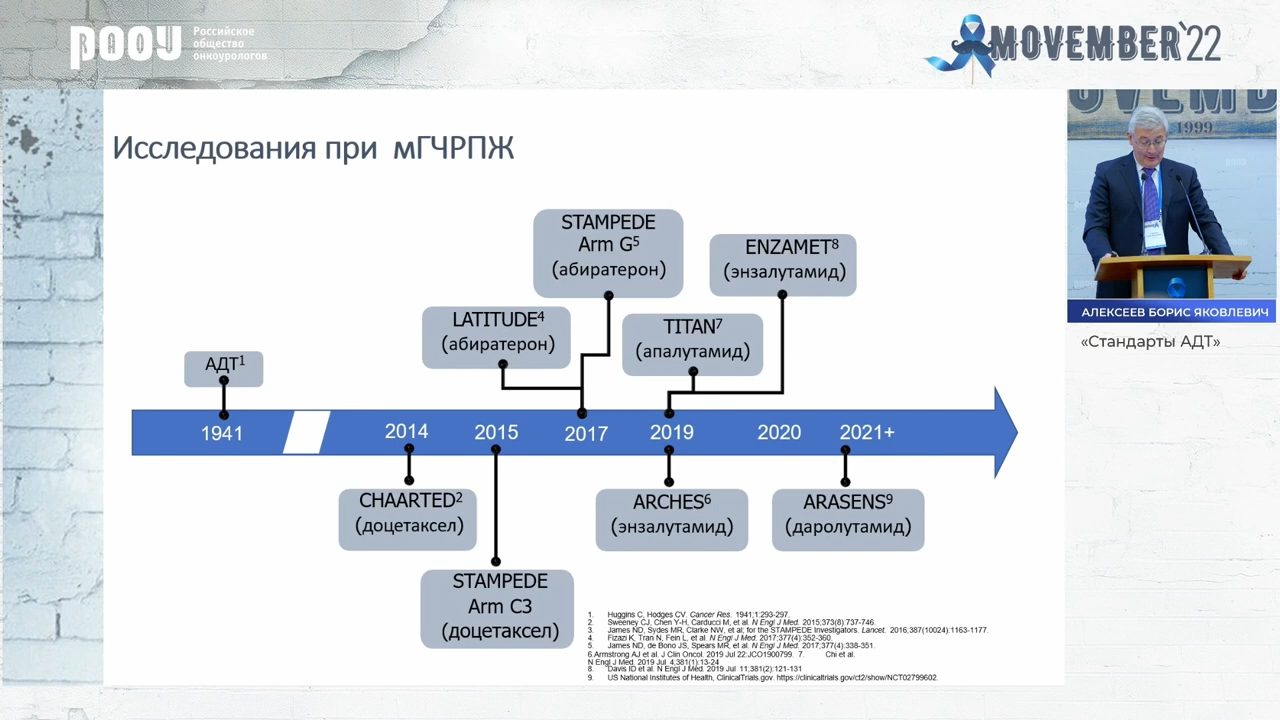 РООУ
Российское
общество
онкоурологов
MOVEMBER'22
Исследования при мГЧРПЖ
STAMPEDE
Arm G5
(абиратерон)
ENZAMET8
(энзалутамид)
LATITUDE4
(абиратерон)
TITAN7
(апалутамид)
АДТ1
1941
2014
2015
2017
2019
2020
2021+
CHAARTED2
(доцетаксел)
ARCHES6
(энзалутамид)
ARASENS9
(даролутамид)
STAMPEDE
Arm C3
(доцетаксел)
1. Huggins C, Hodges CV. Cancer Res. 1941;1:293-297.
2. Sweeney CJ, Chen Y-H, Carducci M, et al. N Engl J Med. 2015;373(8):737-746.
3. James ND, Sydes MR, Clarke NW, et al; for the STAMPEDE Investigators. Lancet. 2016;387(10024):1163-1177.
4. Fizazi K, Tran N, Fein L, et al. N Engl J Med. 2017;377(4):352-360.
5. James ND, de Bono JS, Spears MR, et al. N Engl J Med. 2017;377(4):338-351.
6.Armstrong AJ et al. J Clin Oncol. 2019 Jul 22:JCO1900799. 7. Chi et al.
N Engl J Med. 2019 Jul 4;381(1):13-24
8. Davis ID et al. N Engl J Med. 2019 Jul 11;381(2):121-131
9. US National Institutes of Health, ClinicalTrials.gov. https://clinicaltrials.gov/ct2/show/NCT02799602.
1999
АЛЕКСЕЕВ БОРИС ЯКОВЛЕВИЧ
«Стандарты АДТ»